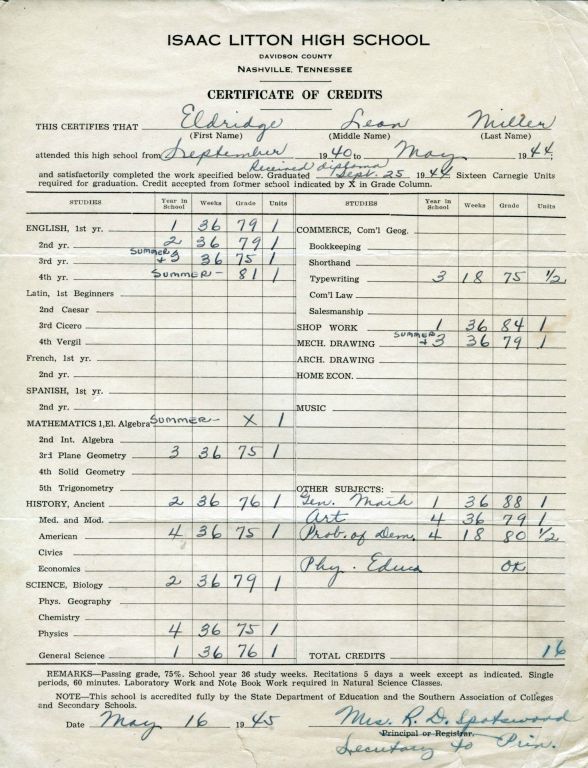 ISAAC LITTON HIGH SCHOOL
DAVIDSON COUNTY
NASHVILLE, TENNESSEE
CERTIFICATE OF CREDITS
THIS CERTIFIES THAT Eldridge Leon Miller
(First Name) (Middle Name) (Last Name)
attended this high school from September 1940 to May 1944;
Received diploma
and satisfactorily completed the work specified below. Graduated Sept. 25 1944 Sixteen Carnegie Units
required for graduation. Credit accepted from former school indicated by X in Grade Column.
STUDIES Year in School Weeks Grade Units STUDIES Year in School Weeks Grade Units
ENGLISH, 1st yr. 1 36 79 1 COMMERCE, Com'l Geog.
2nd yr. 2 36 79 1 Bookkeeping
3rd yr. SUMMER + 3 36 75 1 Shorthand
4th yr. SUMMER - 81 1 Typewriting 3 18 75 1/2
Latin, 1st Beginners Com'l Law
2nd Caesar Salesmanship
3rd Cicero SHOP WORK 1 36 84 1
4th Vergil MECH. DRAWING SUMMER + 3 36 79 1
French, 1st yr. ARCH. DRAWING
2nd yr. HOME ECON.
SPANISH, 1st yr.
2nd yr. MUSIC
MATHEMATICS 1, El. Algebra SUMMER - X 1
2nd Int. Algebra
3rd Plane Geometry 3 36 75 1
4th Solid Geometry
5th Trigonometry OTHER SUBJECTS:
HISTORY, Ancient 2 36 76 1 Gen. Math 1 36 88 1
Med. and Mod. Art 4 36 79 1
American 4 36 75 1 Prob. of Dem. 4 18 80 1/2
Civics
Economics Phy. Educa OK
SCIENCE, Biology 2 36 79 1
Phys. Geography
Chemistry
Physics 4 36 75 1
General Science 1 36 76 1 TOTAL CREDITS 16
REMARKS—Passing grade, 75%. School year 36 study weeks. Recitations 5 days a week except as indicated. Single
periods, 60 minutes. Laboratory Work and Note Book Work required in Natural Science Classes.
NOTE—This school is accredited fully by the State Department of Education and the Southern Association of Colleges
and Secondary Schools.
Date May 16 1945 Mrs. R. D. Spotswood
Principal or Registrar.
Secretary to Prin.